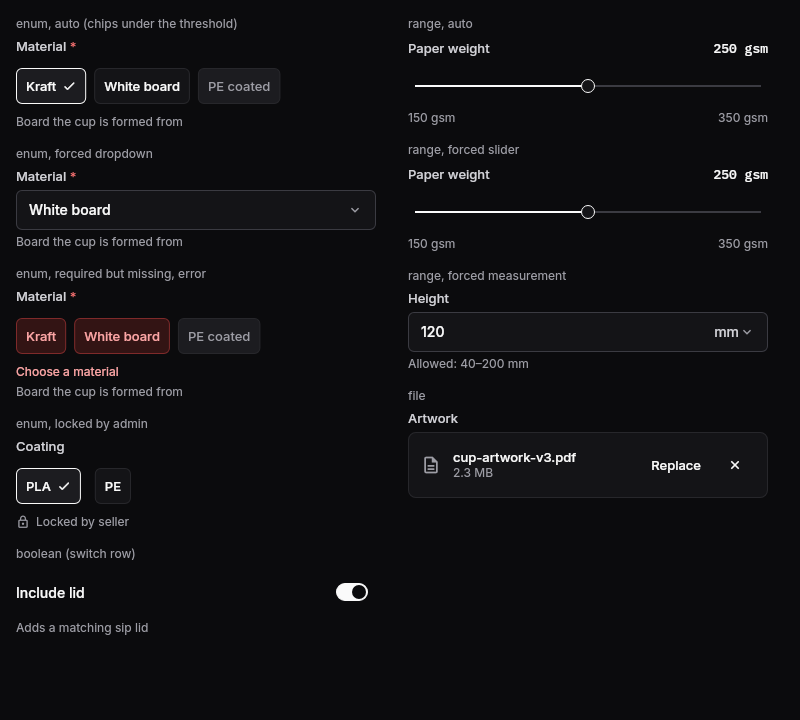 enum, auto (chips under the threshold)
Material *
Kraft
White board
PE coated
Board the cup is formed from
enum, forced dropdown
Material *
White board
Board the cup is formed from
enum, required but missing, error
Material *
Kraft
White board
PE coated
Choose a material
Board the cup is formed from
enum, locked by admin
Coating
PLA
PE
Locked by seller
boolean (switch row)
Include lid
Adds a matching sip lid
range, auto
Paper weight
250 gsm
150 gsm
350 gsm
range, forced slider
Paper weight
250 gsm
150 gsm
350 gsm
range, forced measurement
Height
120
mm
Allowed: 40–200 mm
file
Artwork
cup-artwork-v3.pdf
2.3 MB
Replace